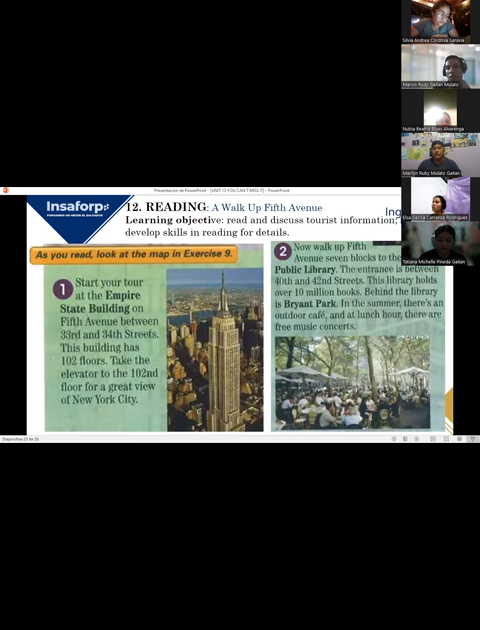 Silvia Andrea Cordova Saravia
Marvin Rudy Gaitan Mulato
Nubia Beatriz Rivas Alvarenga
Marilyn Ruby Mulato Gaitan
Elsa Cecilia Carranza Rodriguez
Tatiana Michelle Pineda Gaitan
Presentación de PowerPoint - [UNIT 13 YOU CAN'T MISS IT] - PowerPoint
Insaforp
12. READING: A Walk Up Fifth Avenue
Ing
Learning objective: read and discuss tourist information;
develop skills in reading for details.
As you read, look at the map in Exercise 9.
1 Start your tour
at the Empire
State Building on
Fifth Avenue between
33rd and 34th Streets.
This building has
102 floors. Take the
elevator to the 102nd
floor for a great view
of New York City.
2 Now walk up Fifth
Avenue seven blocks to the
Public Library. The entrance is between
40th and 42nd Streets. This library holds
over 10 million books. Behind the library
is Bryant Park. In the summer, there's an
outdoor café, and at lunch hour, there are
free music concerts.
Diapositiva 25 de 36